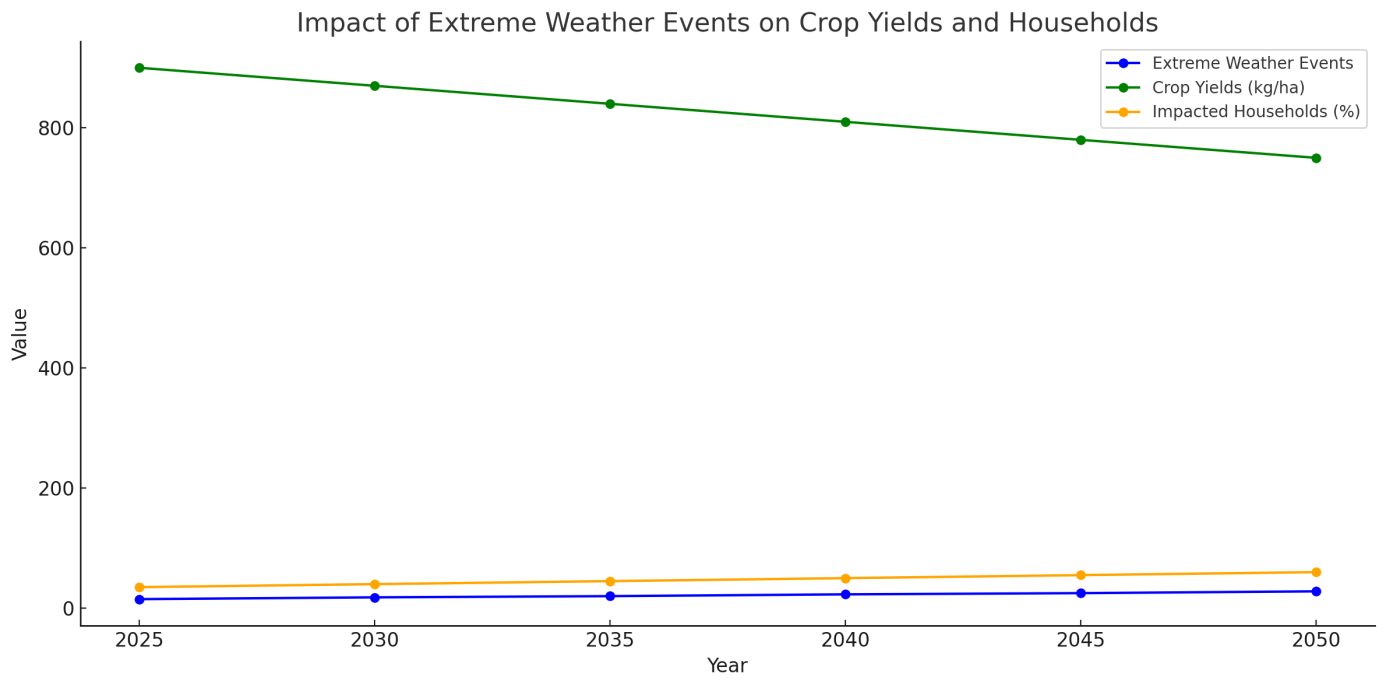 Impact of Extreme Weather Events on Crop Yields and Households
Extreme Weather Events
Crop Yields (kg/ha)
Impacted Households (%)
800
600
400
200
0
Value
2025 2030 2035 2040 2045 2050
Year